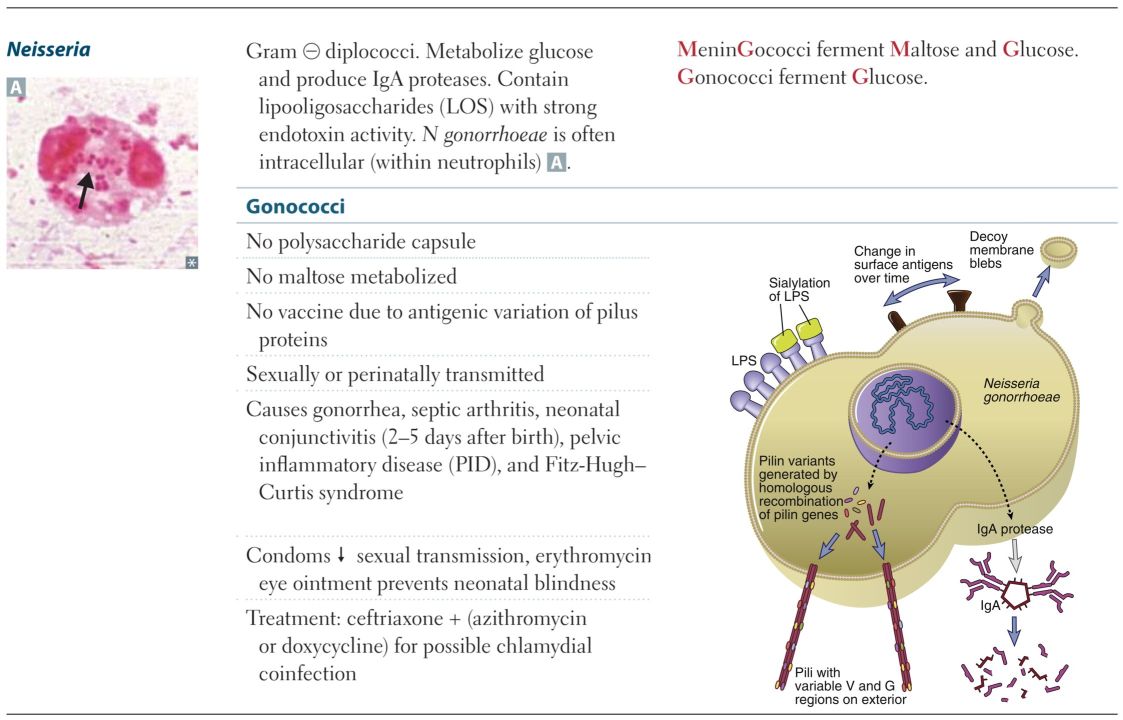 Neisseria
A
*
Gram ⊖ diplococci. Metabolize glucose
and produce IgA proteases. Contain
lipooligosaccharides (LOS) with strong
endotoxin activity. N gonorrhoeae is often
intracellular (within neutrophils) A.
MeninGococci ferment Maltose and Glucose.
Gonococci ferment Glucose.
Gonococci
No polysaccharide capsule
No maltose metabolized
No vaccine due to antigenic variation of pilus
proteins
Sexually or perinatally transmitted
Causes gonorrhea, septic arthritis, neonatal
conjunctivitis (2–5 days after birth), pelvic
inflammatory disease (PID), and Fitz-Hugh–
Curtis syndrome
Condoms ↓ sexual transmission, erythromycin
eye ointment prevents neonatal blindness
Treatment: ceftriaxone + (azithromycin
or doxycycline) for possible chlamydial
coinfection
Decoy
membrane
blebs
Change in
surface antigens
over time
Sialylation
of LPS
LPS
Neisseria
gonorrhoeae
Pilin variants
generated by
homologous
recombination
of pilin genes
IgA protease
IgA
Pili with
variable V and G
regions on exterior